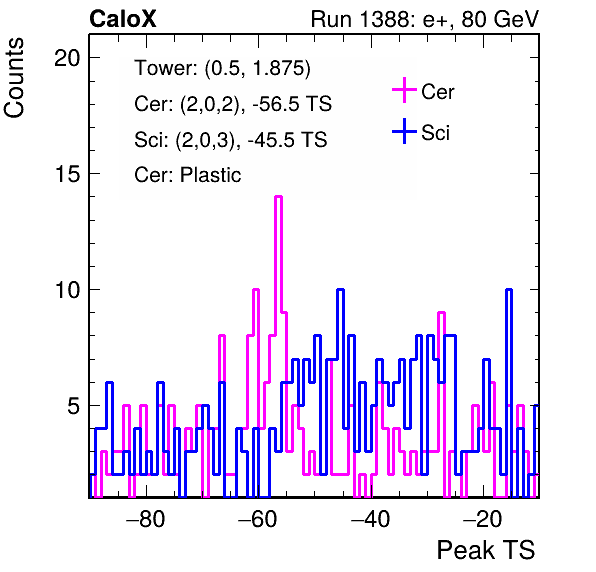 CaloX Run 1388: e+, 80 GeV
Counts
20
15
10
5
Tower: (0.5, 1.875)
Cer: (2,0,2), -56.5 TS
Sci: (2,0,3), -45.5 TS
Cer: Plastic
Cer
Sci
−80 −60 −40 −20
Peak TS